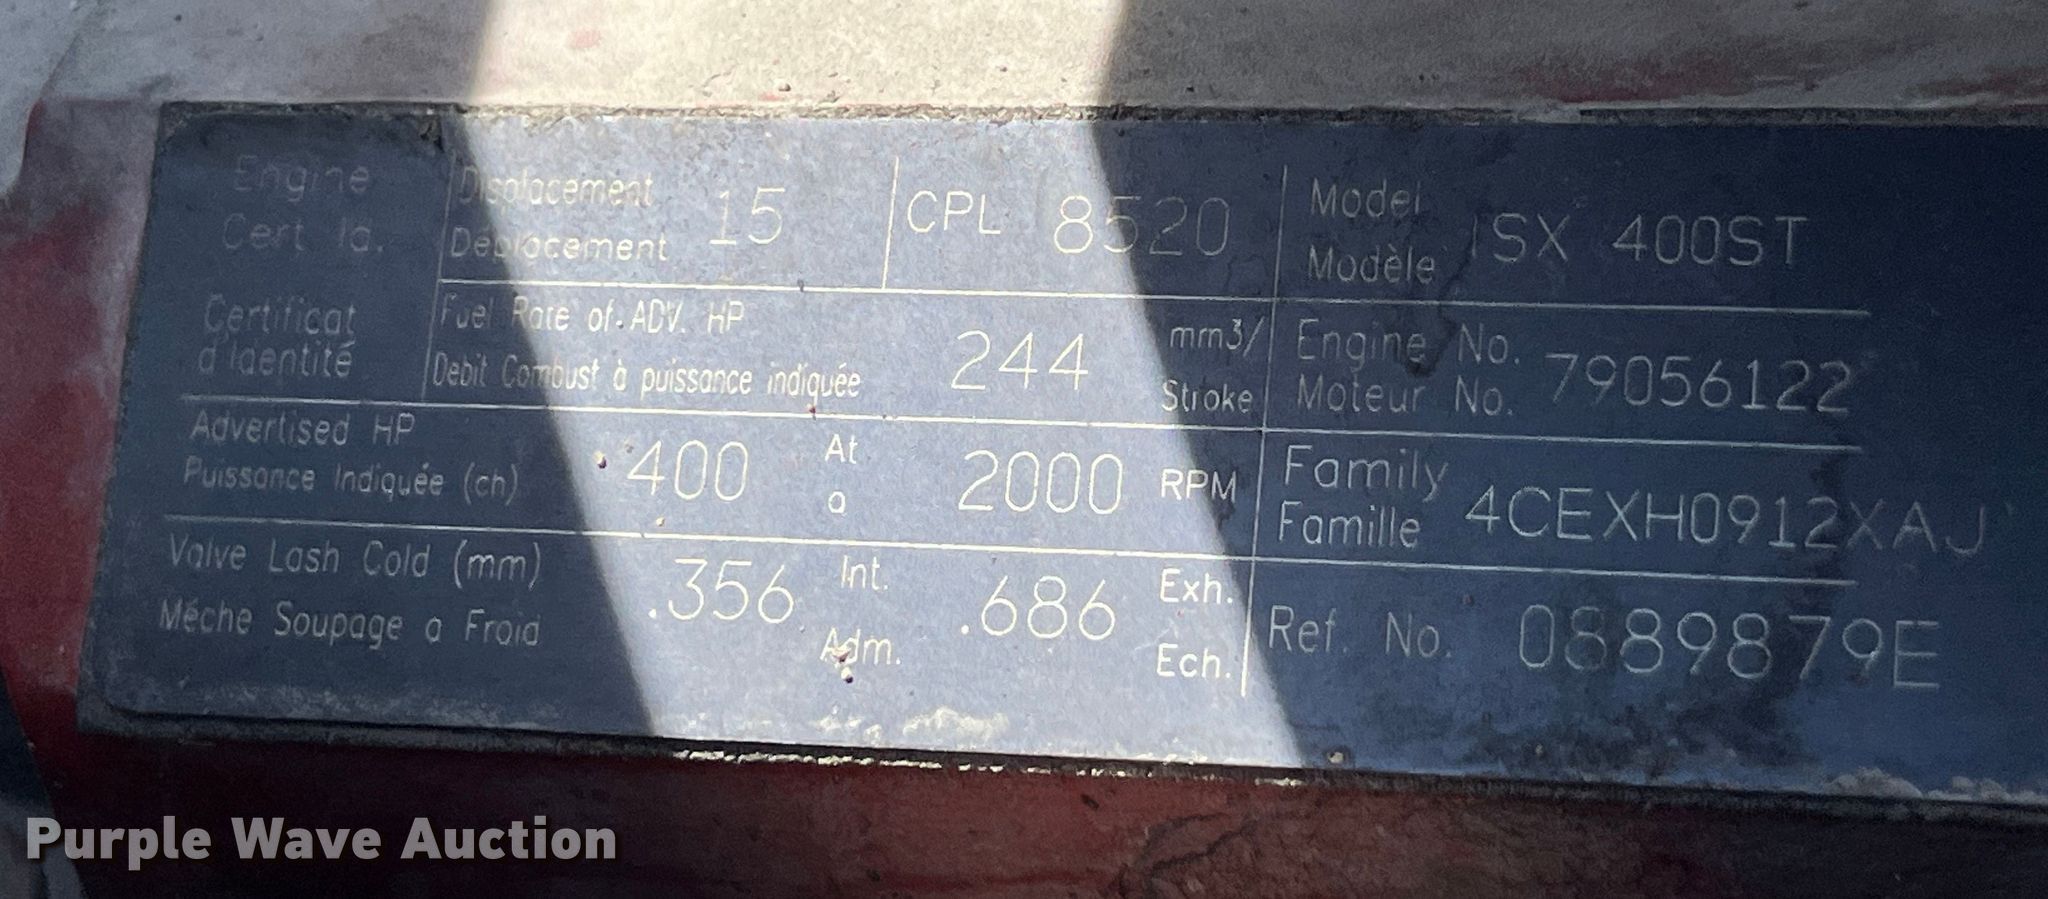 Engine
Cert Id.
Certificat
d'Identité
Displacement
Déplacement
15
CPL 8520
Model
Modèle
ISX 400ST
Fuel Rate of ADV. HP
Debit Combust à puissance indiquée
244
mm3/
Stroke
Engine No.
Moteur No.
79056122
Advertised HP
Puissance Indiquée (ch)
400
At
a
2000
RPM
Family
Famille
4CEXH0912XAJ
Valve Lash Cold (mm)
Mèche Soupage a Froid
.356
Int.
Adm.
.686
Exh.
Ech.
Ref. No. 0889879E
Purple Wave Auction